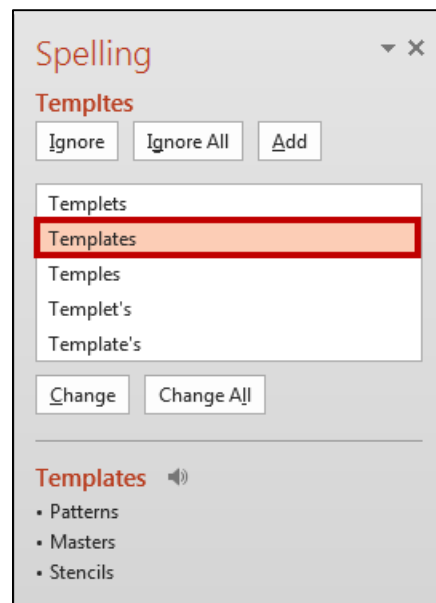 Spelling
Templtes
Ignore Ignore All Add
Templets
Templates
Temples
Templet's
Template's
Change Change All
Templates
• Patterns
• Masters
• Stencils